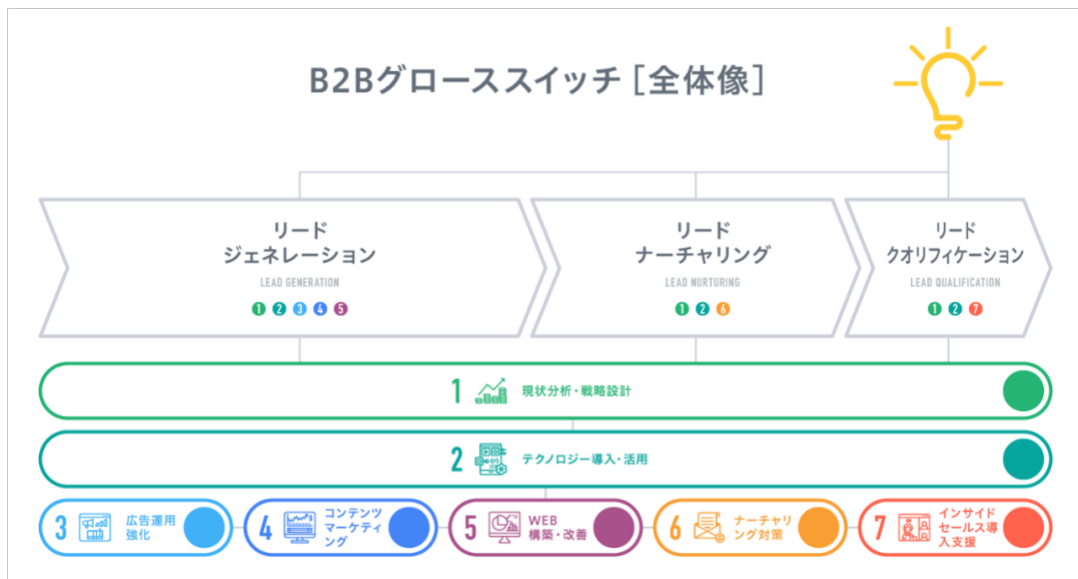 B2Bグローススイッチ［全体像］
リード
ジェネレーション
LEAD GENERATION
1 2 3 4 5
リード
ナーチャリング
LEAD NURTURING
1 2 6
リード
クオリフィケーション
LEAD QUALIFICATION
1 2 7
1 現状分析・戦略設計
2 テクノロジー導入・活用
3 広告運用
強化
4 コンテンツ
マーケティ
ング
5 WEB
構築・改善
6 ナーチャリ
ング対策
7 インサイド
セールス導
入支援